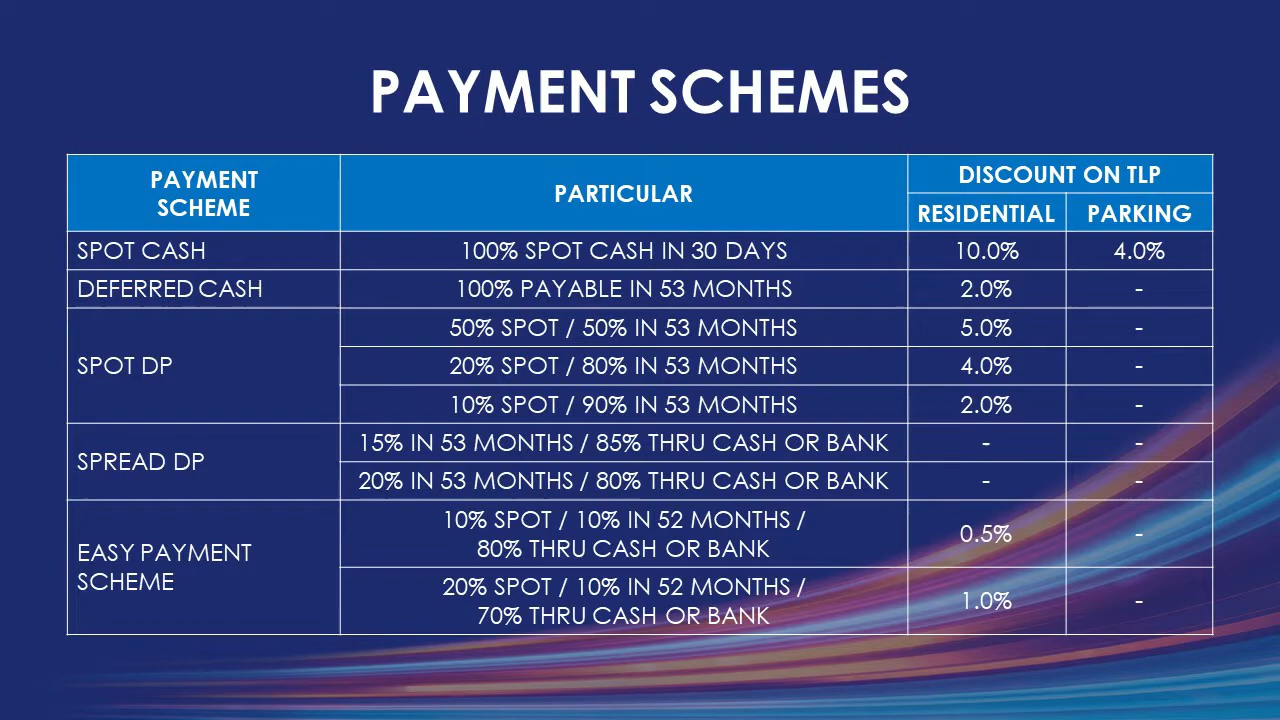 PAYMENT SCHEMES
PAYMENT
SCHEME
PARTICULAR
DISCOUNT ON TLP
RESIDENTIAL
PARKING
SPOT CASH
100% SPOT CASH IN 30 DAYS
10.0%
4.0%
DEFERRED CASH
100% PAYABLE IN 53 MONTHS
2.0%
-
SPOT DP
50% SPOT / 50% IN 53 MONTHS
5.0%
-
20% SPOT / 80% IN 53 MONTHS
4.0%
-
10% SPOT / 90% IN 53 MONTHS
2.0%
-
SPREAD DP
15% IN 53 MONTHS / 85% THRU CASH OR BANK
-
-
20% IN 53 MONTHS / 80% THRU CASH OR BANK
-
-
EASY PAYMENT
SCHEME
10% SPOT / 10% IN 52 MONTHS /
80% THRU CASH OR BANK
0.5%
-
20% SPOT / 10% IN 52 MONTHS /
70% THRU CASH OR BANK
1.0%
-